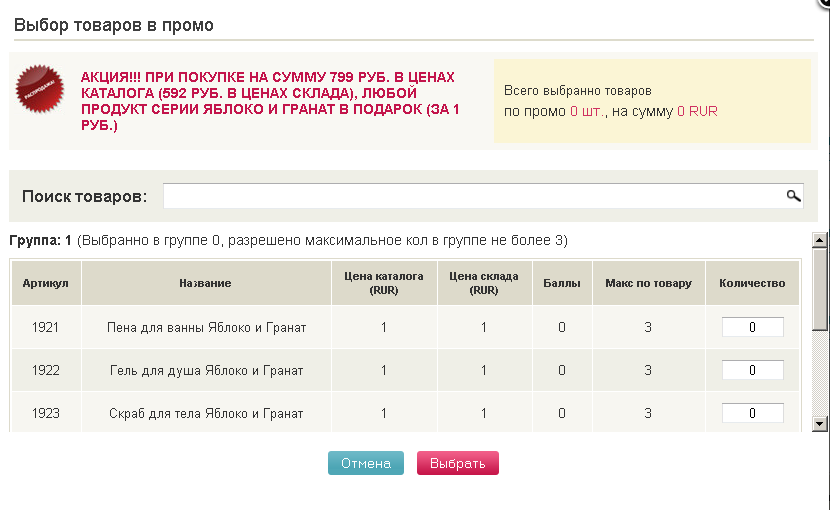 Выбор товаров в промо
РАСПРОДАЖА!
АКЦИЯ!!! ПРИ ПОКУПКЕ НА СУММУ 799 РУБ. В ЦЕНАХ
КАТАЛОГА (592 РУБ. В ЦЕНАХ СКЛАДА), ЛЮБОЙ
ПРОДУКТ СЕРИИ ЯБЛОКО И ГРАНАТ В ПОДАРОК (ЗА 1
РУБ.)
Всего выбранно товаров
по промо 0 шт., на сумму 0 RUR
Поиск товаров:
Группа: 1 (Выбранно в группе 0, разрешено максимальное кол в группе не более 3)
Артикул Название Цена каталога (RUR) Цена склада (RUR) Баллы Макс по товару Количество
1921 Пена для ванны Яблоко и Гранат 1 1 0 3 0
1922 Гель для душа Яблоко и Гранат 1 1 0 3 0
1923 Скраб для тела Яблоко и Гранат 1 1 0 3 0
Отмена Выбрать